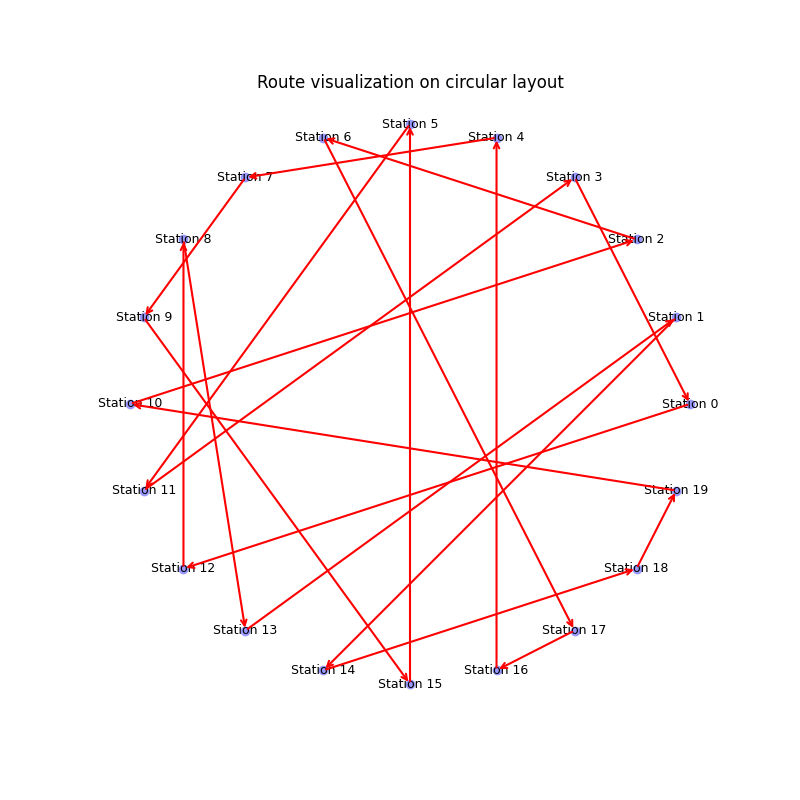 Route visualization on circular layout
Station 5
Station 6
Station 4
Station 7
Station 3
Station 8
Station 2
Station 9
Station 1
Station 10
Station 0
Station 11
Station 19
Station 12
Station 18
Station 13
Station 17
Station 14
Station 16
Station 15